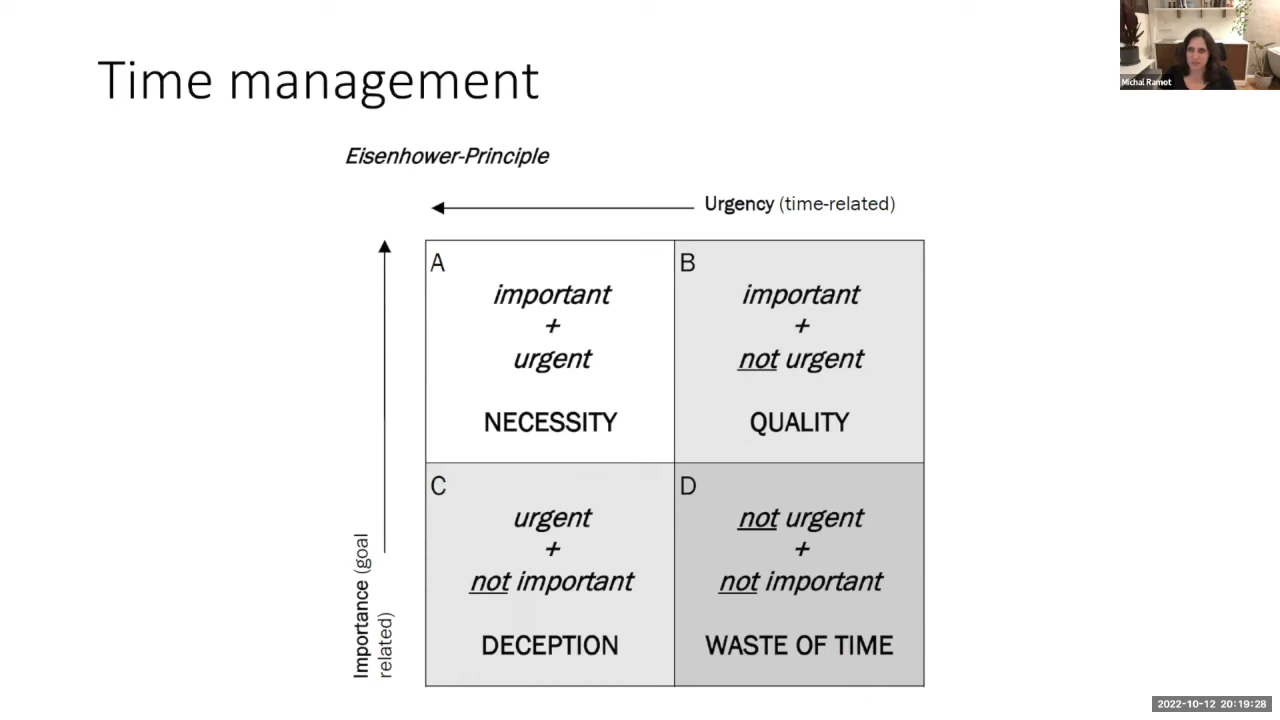 Time management
Michal Ramot
Eisenhower-Principle
Urgency (time-related)
A
important
+
urgent
NECESSITY
B
important
+
not urgent
QUALITY
C
urgent
+
not important
DECEPTION
D
not urgent
+
not important
WASTE OF TIME
Importance (goal
related)
2022-10-12 20:19:28